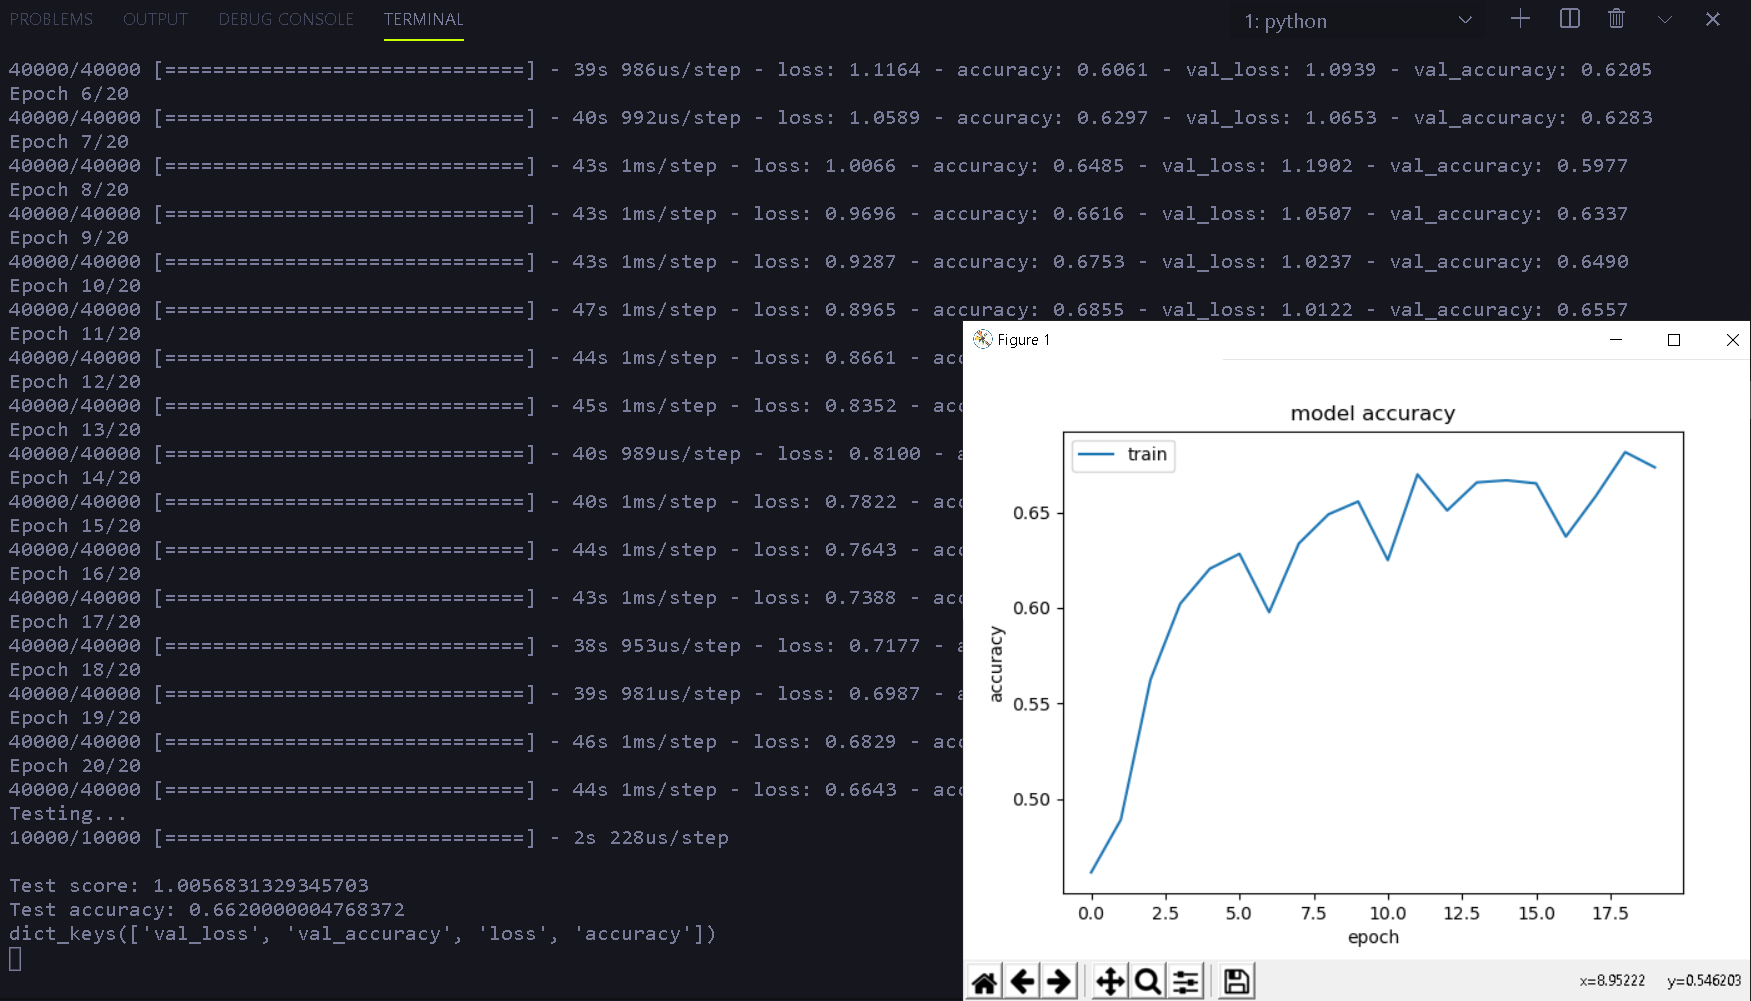 PROBLEMS OUTPUT DEBUG CONSOLE TERMINAL 1: python
40000/40000 [==============================] - 39s 986us/step - loss: 1.1164 - accuracy: 0.6061 - val_loss: 1.0939 - val_accuracy: 0.6205
Epoch 6/20
40000/40000 [==============================] - 40s 992us/step - loss: 1.0589 - accuracy: 0.6297 - val_loss: 1.0653 - val_accuracy: 0.6283
Epoch 7/20
40000/40000 [==============================] - 43s 1ms/step - loss: 1.0066 - accuracy: 0.6485 - val_loss: 1.1902 - val_accuracy: 0.5977
Epoch 8/20
40000/40000 [==============================] - 43s 1ms/step - loss: 0.9696 - accuracy: 0.6616 - val_loss: 1.0507 - val_accuracy: 0.6337
Epoch 9/20
40000/40000 [==============================] - 43s 1ms/step - loss: 0.9287 - accuracy: 0.6753 - val_loss: 1.0237 - val_accuracy: 0.6490
Epoch 10/20
40000/40000 [==============================] - 47s 1ms/step - loss: 0.8965 - accuracy: 0.6855 - val_loss: 1.0122 - val_accuracy: 0.6557
Epoch 11/20
40000/40000 [==============================] - 44s 1ms/step - loss: 0.8661 - acc
Epoch 12/20
40000/40000 [==============================] - 45s 1ms/step - loss: 0.8352 - acc
Epoch 13/20
40000/40000 [==============================] - 40s 989us/step - loss: 0.8100 - a
Epoch 14/20
40000/40000 [==============================] - 40s 1ms/step - loss: 0.7822 - acc
Epoch 15/20
40000/40000 [==============================] - 44s 1ms/step - loss: 0.7643 - acc
Epoch 16/20
40000/40000 [==============================] - 43s 1ms/step - loss: 0.7388 - acc
Epoch 17/20
40000/40000 [==============================] - 38s 953us/step - loss: 0.7177 - a
Epoch 18/20
40000/40000 [==============================] - 39s 981us/step - loss: 0.6987 - a
Epoch 19/20
40000/40000 [==============================] - 46s 1ms/step - loss: 0.6829 - acc
Epoch 20/20
40000/40000 [==============================] - 44s 1ms/step - loss: 0.6643 - acc
Testing...
10000/10000 [==============================] - 2s 228us/step
Test score: 1.0056831329345703
Test accuracy: 0.6620000004768372
dict_keys(['val_loss', 'val_accuracy', 'loss', 'accuracy'])
Figure 1
model accuracy
train
0.65
0.60
0.55
0.50
accuracy
0.0 2.5 5.0 7.5 10.0 12.5 15.0 17.5
epoch
x=8.95222 y=0.546203